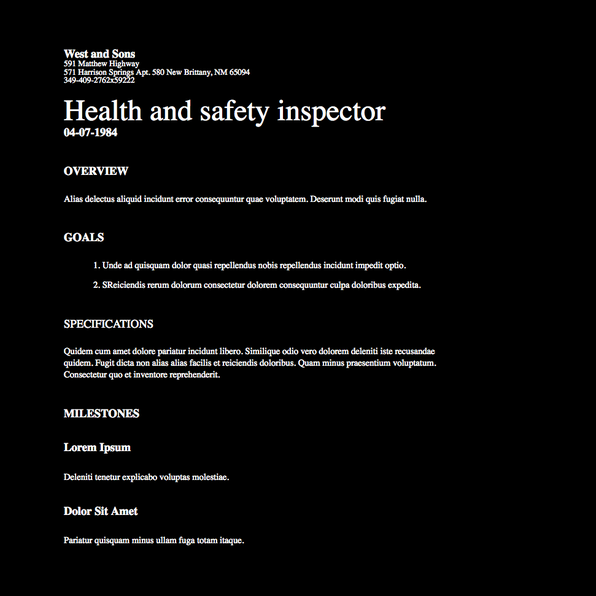 West and Sons
591 Matthew Highway
571 Harrison Springs Apt. 580 New Brittany, NM 65094
349-409-2762x59222
Health and safety inspector
04-07-1984
OVERVIEW
Alias delectus aliquid incidunt error consequuntur quae voluptatem. Deserunt modi quis fugiat nulla.
GOALS
1. Unde ad quisquam dolor quasi repellendus nobis repellendus incidunt impedit optio.
2. SReiciendis rerum dolorum consectetur dolorem consequuntur culpa doloribus expedita.
SPECIFICATIONS
Quidem cum amet dolore pariatur incidunt libero. Similique odio vero dolorem deleniti iste recusandae
quidem. Fugit dicta non alias alias facilis et reiciendis doloribus. Quam minus praesentium voluptatum.
Consectetur quo et inventore reprehenderit.
MILESTONES
Lorem Ipsum
Deleniti tenetur explicabo voluptas molestiae.
Dolor Sit Amet
Pariatur quisquam minus ullam fuga totam itaque.